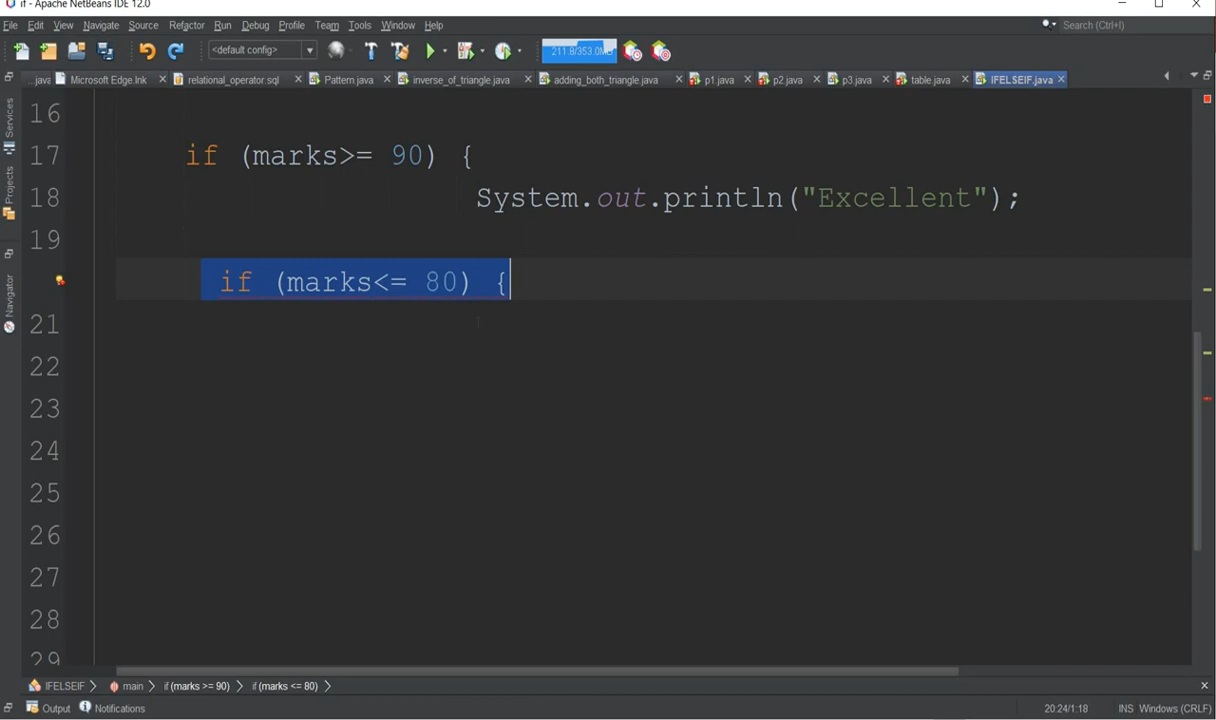 if - Apache NetBeans IDE 12.0
File Edit View Navigate Source Refactor Run Debug Profile Team Tools Window Help Search (Ctrl+I)
<default config> 211.8/353.0MB
...java Microsoft Edge.lnk relational_operator.sql Pattern.java inverse_of_triangle.java adding_both_triangle.java p1.java p2.java p3.java table.java IFELSEIF.java
Services
Projects
Navigator
16
17 if (marks>= 90) {
18 System.out.println("Excellent");
19
if (marks<= 80) {
21
22
23
24
25
26
27
28
29
IFELSEIF main if (marks >= 90) if (marks <= 80)
Output Notifications 20:24/1:18 INS Windows (CRLF)